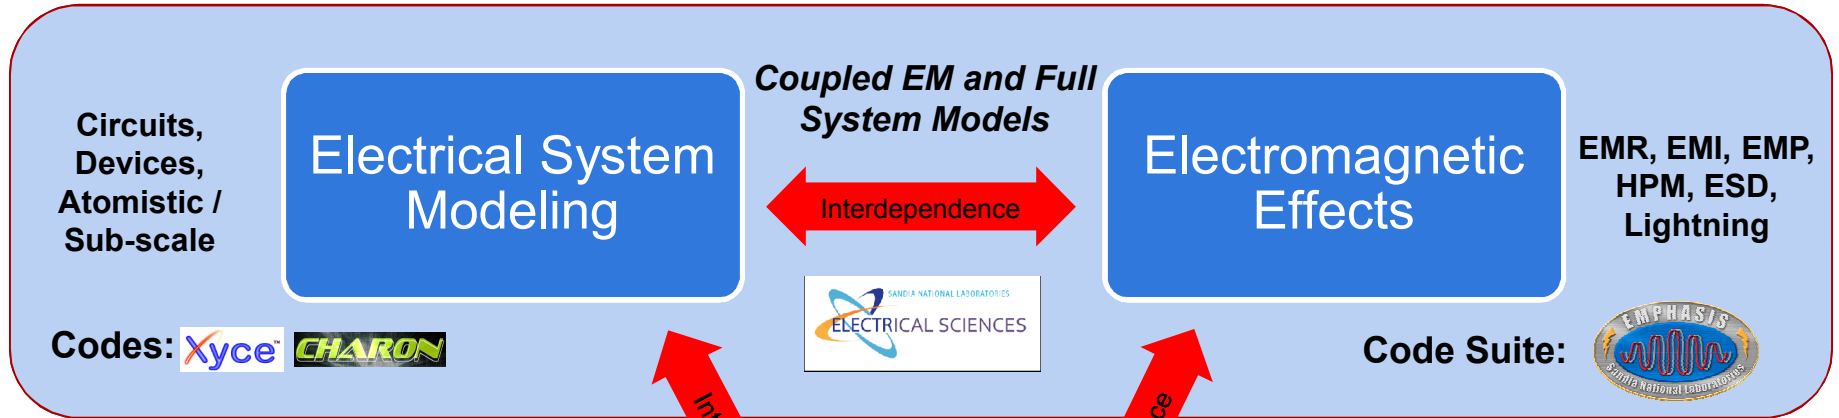 Coupled EM and Full
System Models
Circuits,
Devices,
Atomistic /
Sub-scale
Electrical System
Modeling
Interdependence
Electromagnetic
Effects
EMR, EMI, EMP,
HPM, ESD,
Lightning
SANDIA NATIONAL LABORATORIES
ELECTRICAL SCIENCES
Codes: Xyce™ CHARON
Code Suite:
EMPHASIS
Sandia National Laboratories